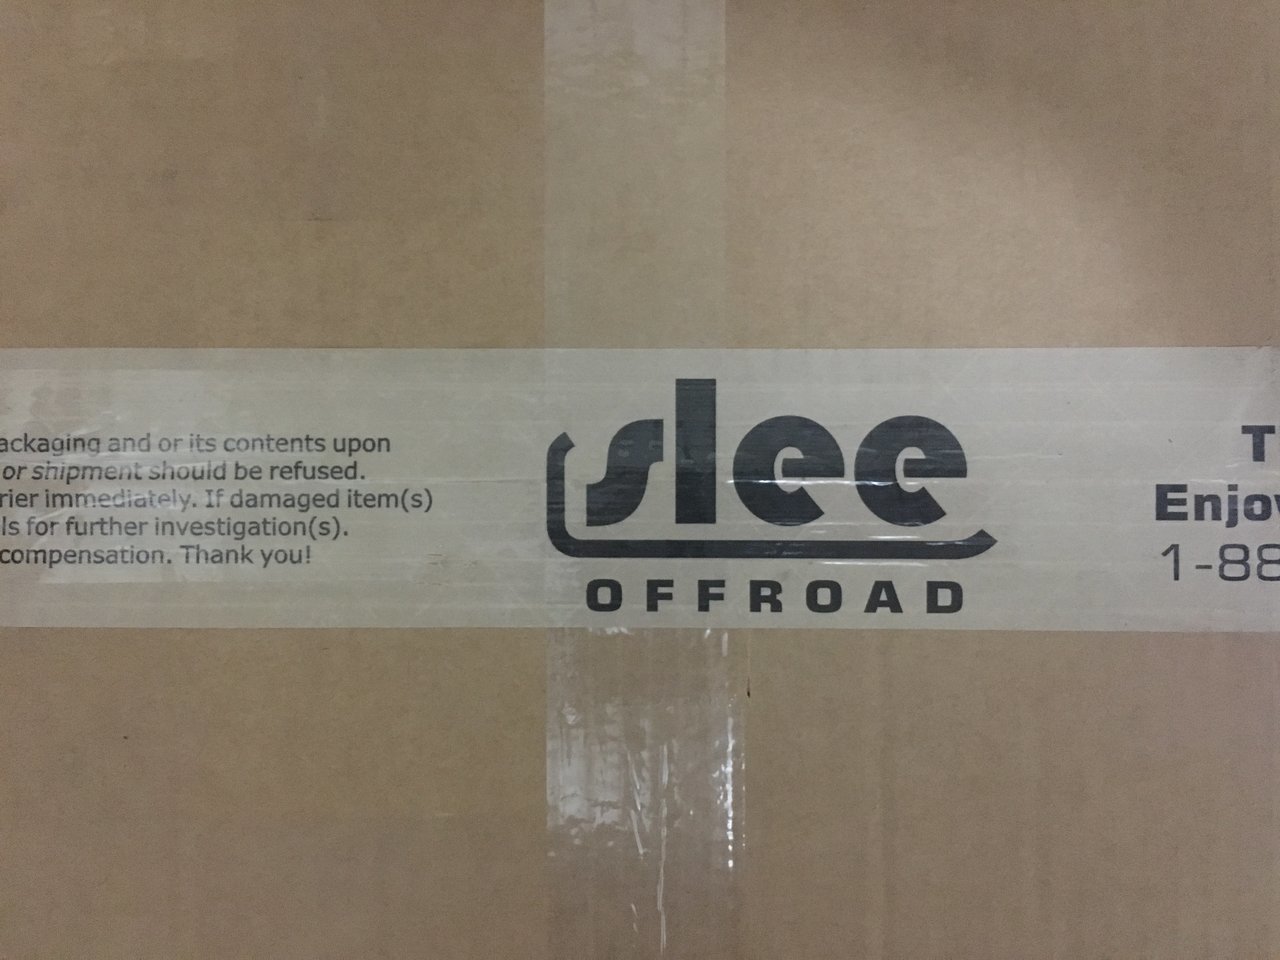 ackaging and or its contents upon
or shipment should be refused.
rier immediately. If damaged item(s)
ls for further investigation(s).
compensation. Thank you!
slee
OFFROAD
T
Enjoy
1-88